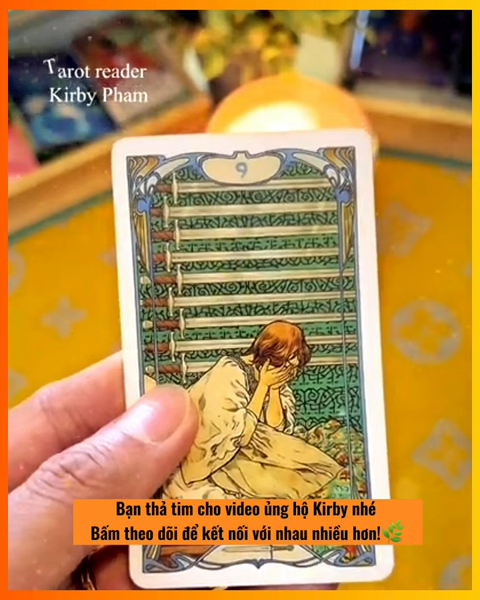 Tarot reader
Kirby Pham
9
Bạn thả tim cho video ủng hộ Kirby nhé
Bấm theo dõi để kết nối với nhau nhiều hơn!🌿